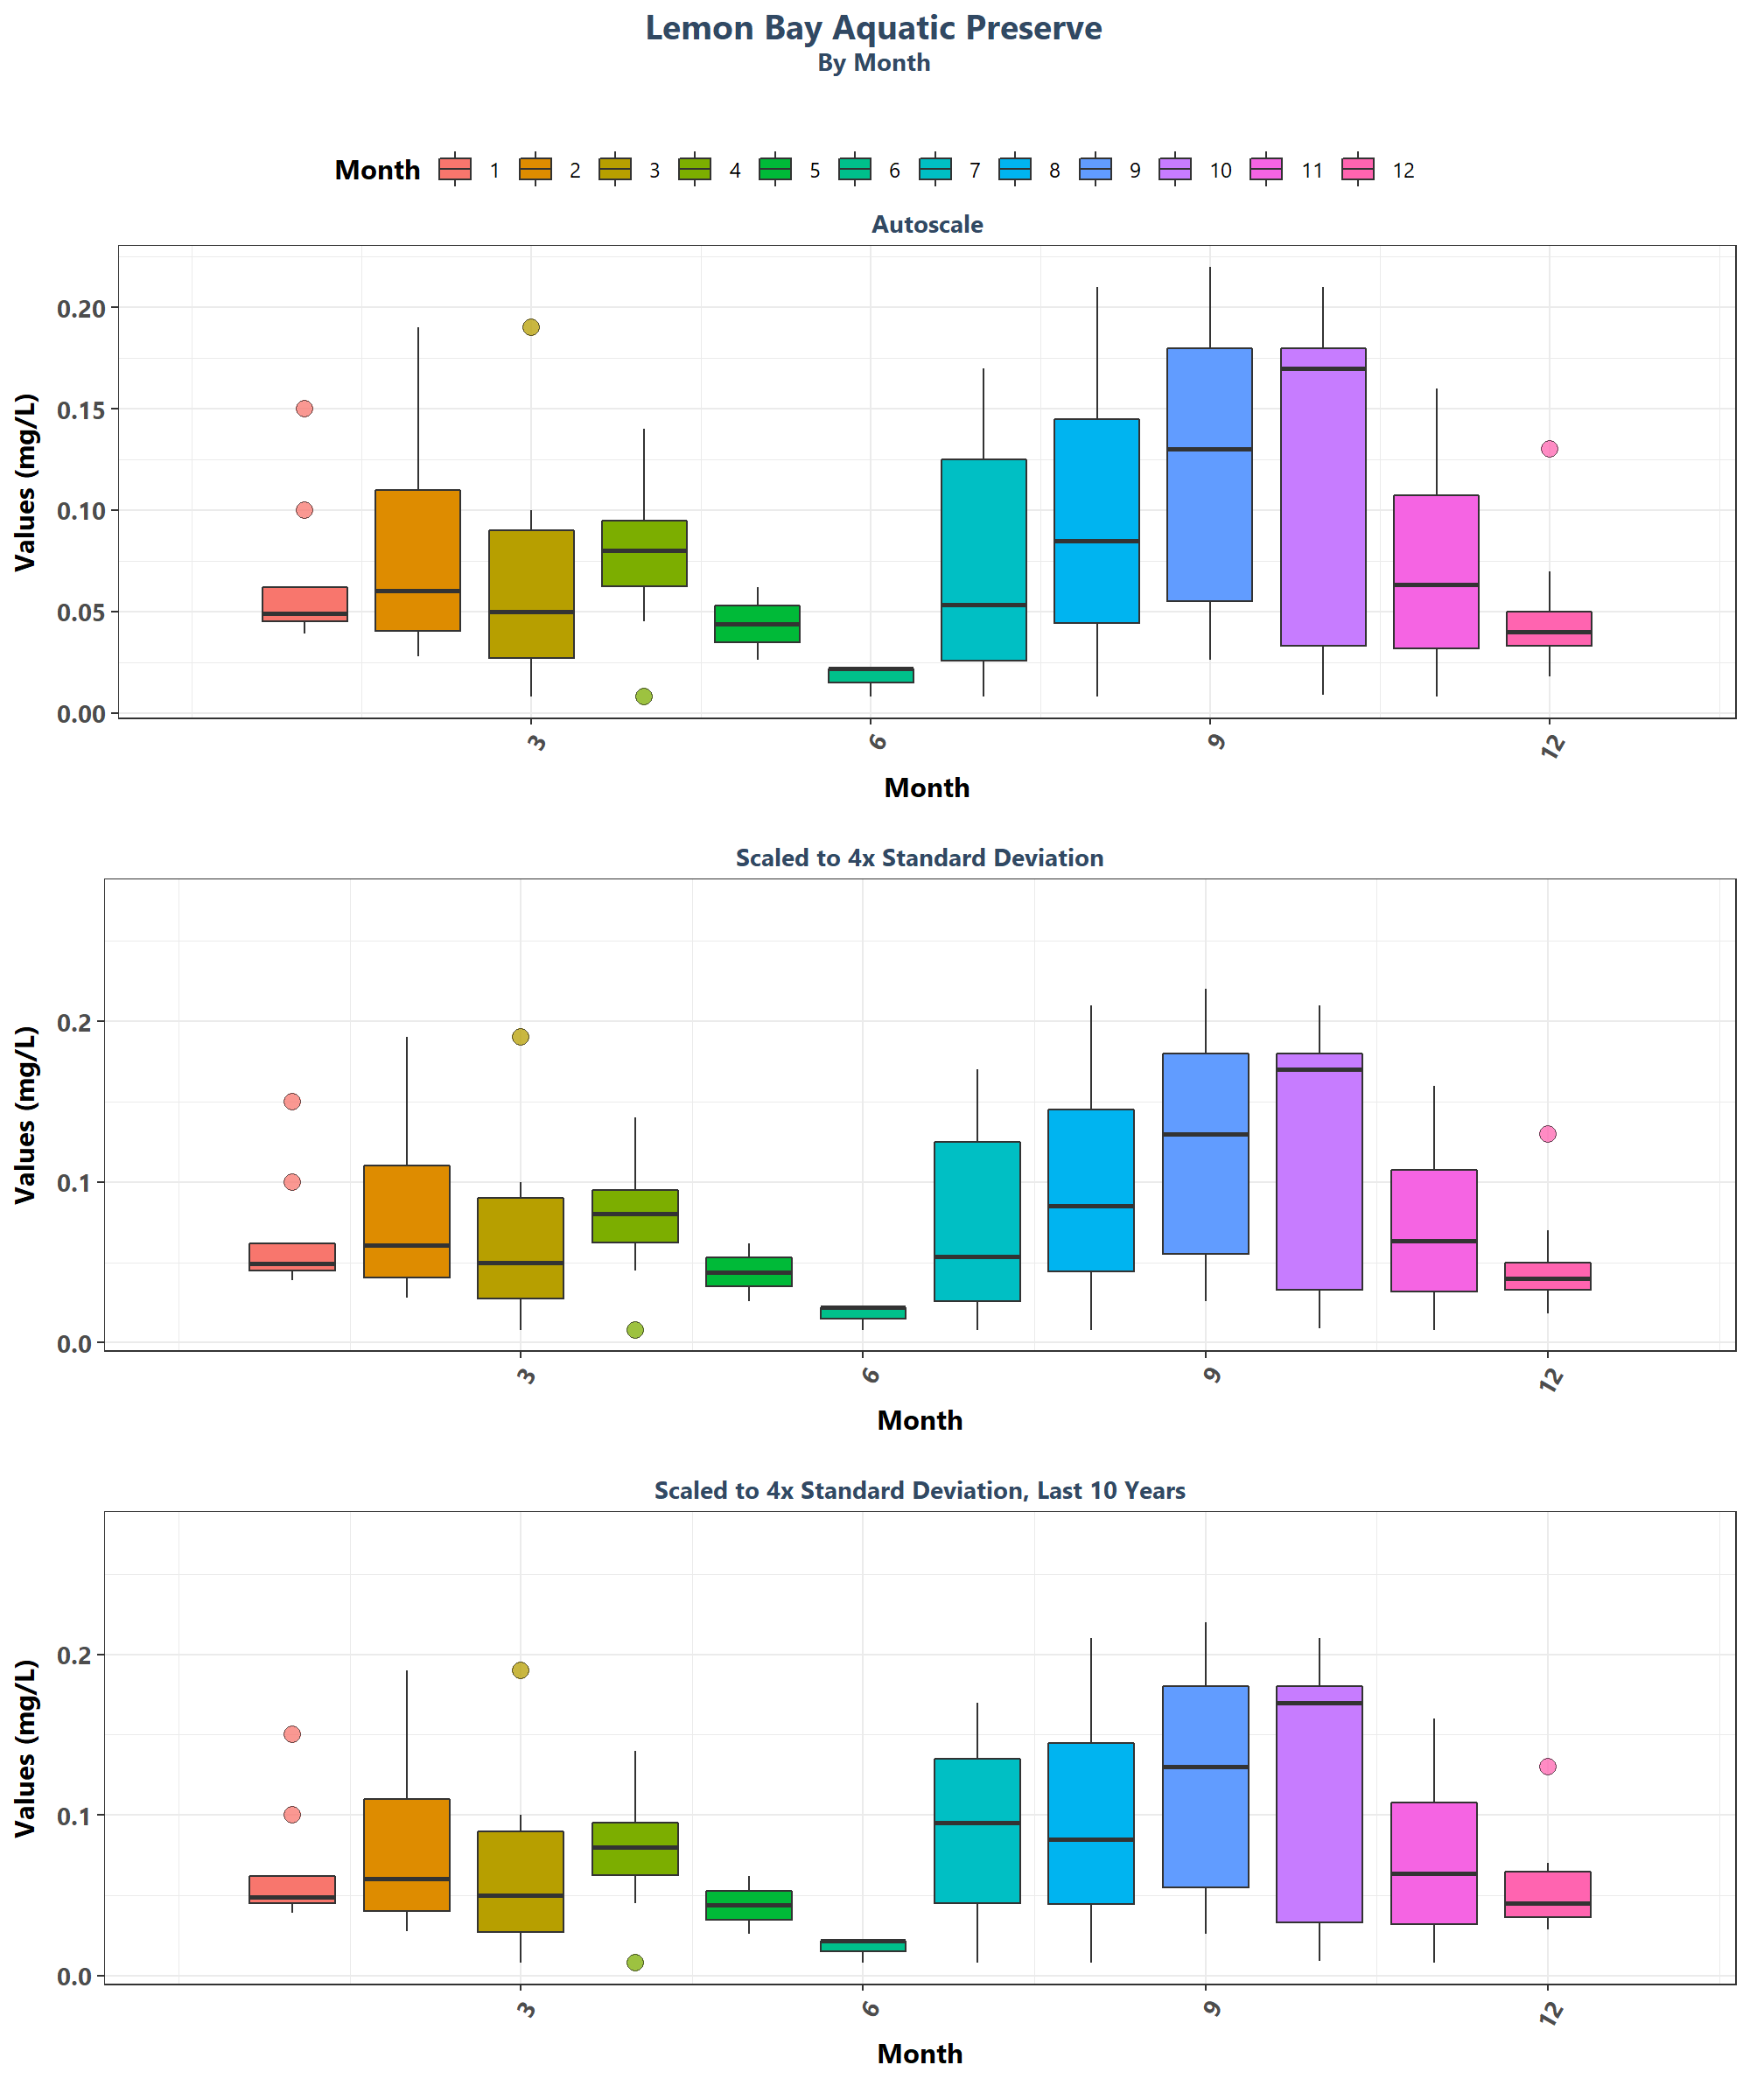 Lemon Bay Aquatic Preserve
By Month
Month 1 2 3 4 5 6 7 8 9 10 11 12
Autoscale
Values (mg/L)
0.20
0.15
0.10
0.05
0.00
3 6 9 12
Month
Scaled to 4x Standard Deviation
Values (mg/L)
0.2
0.1
0.0
3 6 9 12
Month
Scaled to 4x Standard Deviation, Last 10 Years
Values (mg/L)
0.2
0.1
0.0
3 6 9 12
Month